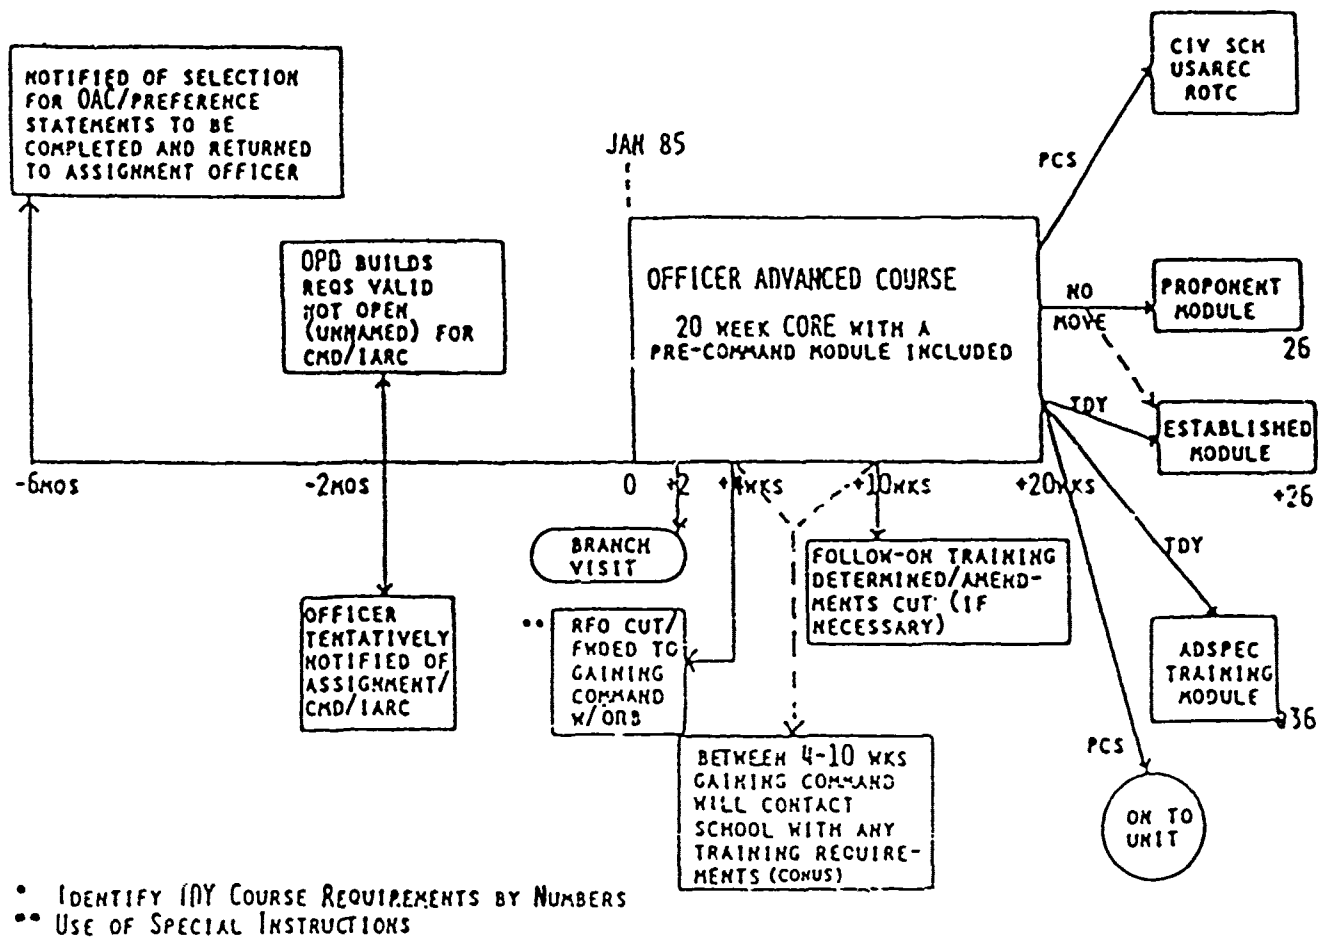 NOTIFIED OF SELECTION
FOR OAC/PREFERENCE
STATEMENTS TO BE
COMPLETED AND RETURNED
TO ASSIGNMENT OFFICER
CIV SCH
USAREC
ROTC
JAN 85
PCS
OPD BUILDS
REQS VALID
NOT OPEN
(UNNAMED) FOR
CMD/IARC
OFFICER ADVANCED COURSE
20 WEEK CORE WITH A
PRE-COMMAND MODULE INCLUDED
NO
MOVE
PROPONENT
MODULE
26
TDY
ESTABLISHED
MODULE
+26
-6MOS
-2MOS
0
+2
+4WKS
+10WKS
+20WKS
BRANCH
VISIT
FOLLOW-ON TRAINING
DETERMINED/AMEND-
MENTS CUT (IF
NECESSARY)
TDY
OFFICER
TENTATIVELY
NOTIFIED OF
ASSIGNMENT/
CMD/IARC
** RFO CUT/
FWDED TO
GAINING
COMMAND
W/ORB
ADSPEC
TRAINING
MODULE
36
BETWEEN 4-10 WKS
GAINING COMMAND
WILL CONTACT
SCHOOL WITH ANY
TRAINING REQUIRE-
MENTS (CONUS)
PCS
ON TO
UNIT
* IDENTIFY TDY COURSE REQUIREMENTS BY NUMBERS
** USE OF SPECIAL INSTRUCTIONS